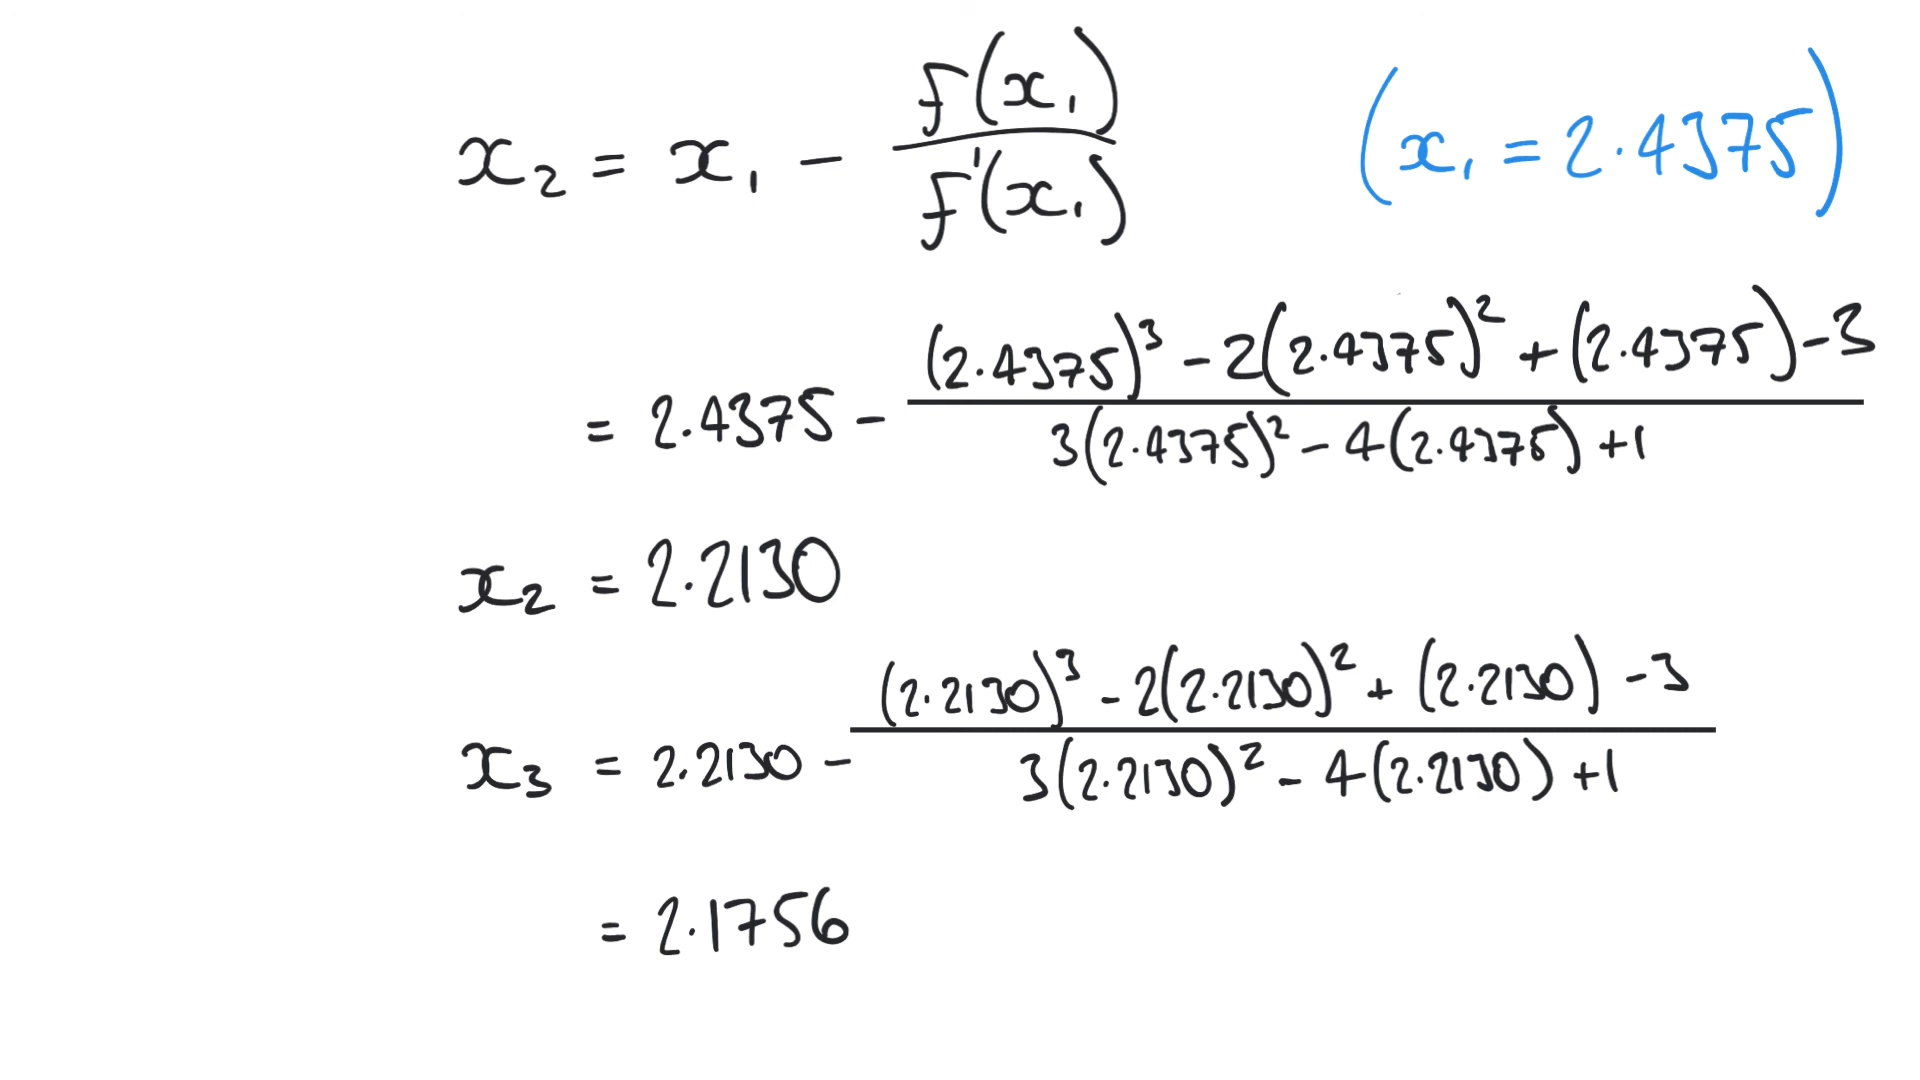 x₂ = x₁ − f(x₁)/f'(x₁) (x₁ = 2.4375)
= 2.4375 − ((2.4375)³ − 2(2.4375)² + (2.4375) − 3)/(3(2.4375)² − 4(2.4375) + 1)
x₂ = 2.2130
x₃ = 2.2130 − ((2.2130)³ − 2(2.2130)² + (2.2130) − 3)/(3(2.2130)² − 4(2.2130) + 1)
= 2.1756